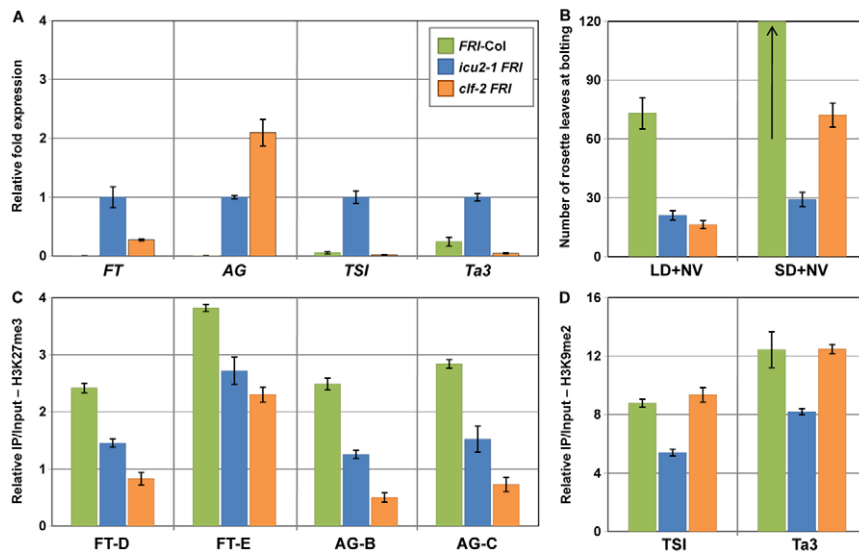 A
Relative fold expression
4
3
2
1
0
FRI-Col
icu2-1 FRI
clf-2 FRI
FT AG TSI Ta3
B
Number of rosette leaves at bolting
120
90
60
30
0
LD+NV SD+NV
C
Relative IP/Input – H3K27me3
4
3
2
1
0
FT-D FT-E AG-B AG-C
D
Relative IP/Input – H3K9me2
16
12
8
4
0
TSI Ta3